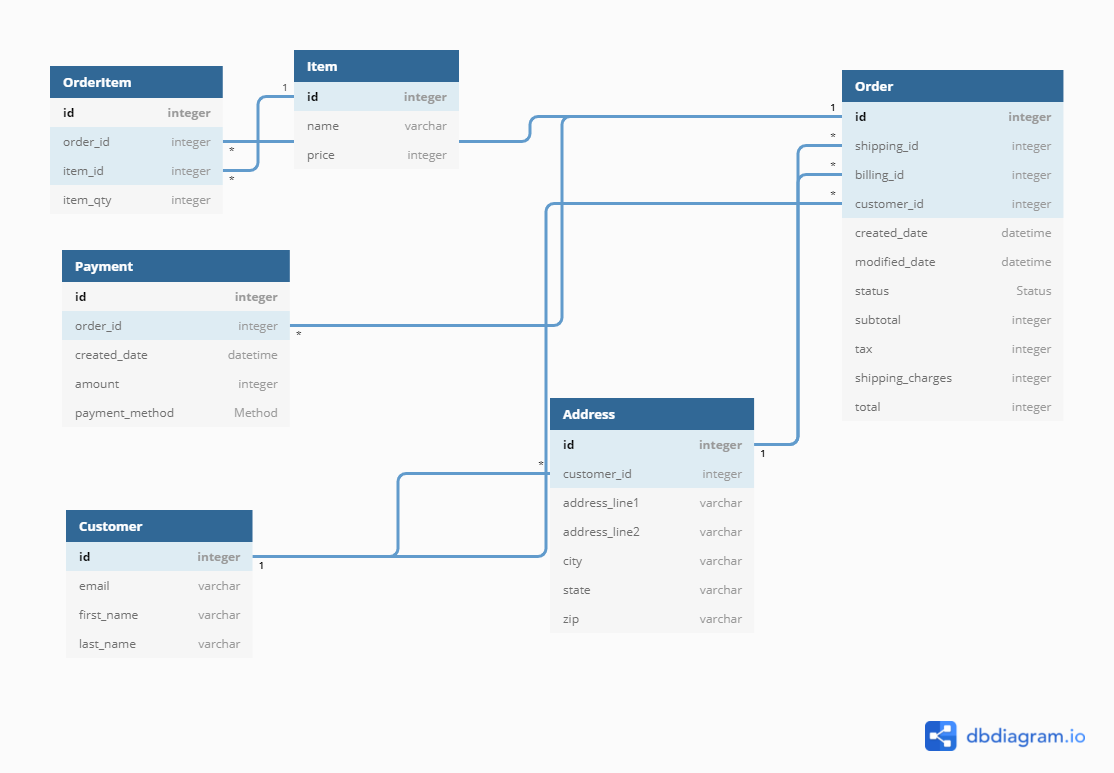 OrderItem
id integer
order_id integer
*
item_id integer
*
item_qty integer
Item
1
id integer
name varchar
price integer
Order
1
id integer
*
shipping_id integer
*
billing_id integer
*
customer_id integer
created_date datetime
modified_date datetime
status Status
subtotal integer
tax integer
shipping_charges integer
total integer
Payment
id integer
order_id integer
*
created_date datetime
amount integer
payment_method Method
Address
id integer
1
*
customer_id integer
address_line1 varchar
address_line2 varchar
city varchar
state varchar
zip varchar
Customer
id integer
1
email varchar
first_name varchar
last_name varchar
dbdiagram.io